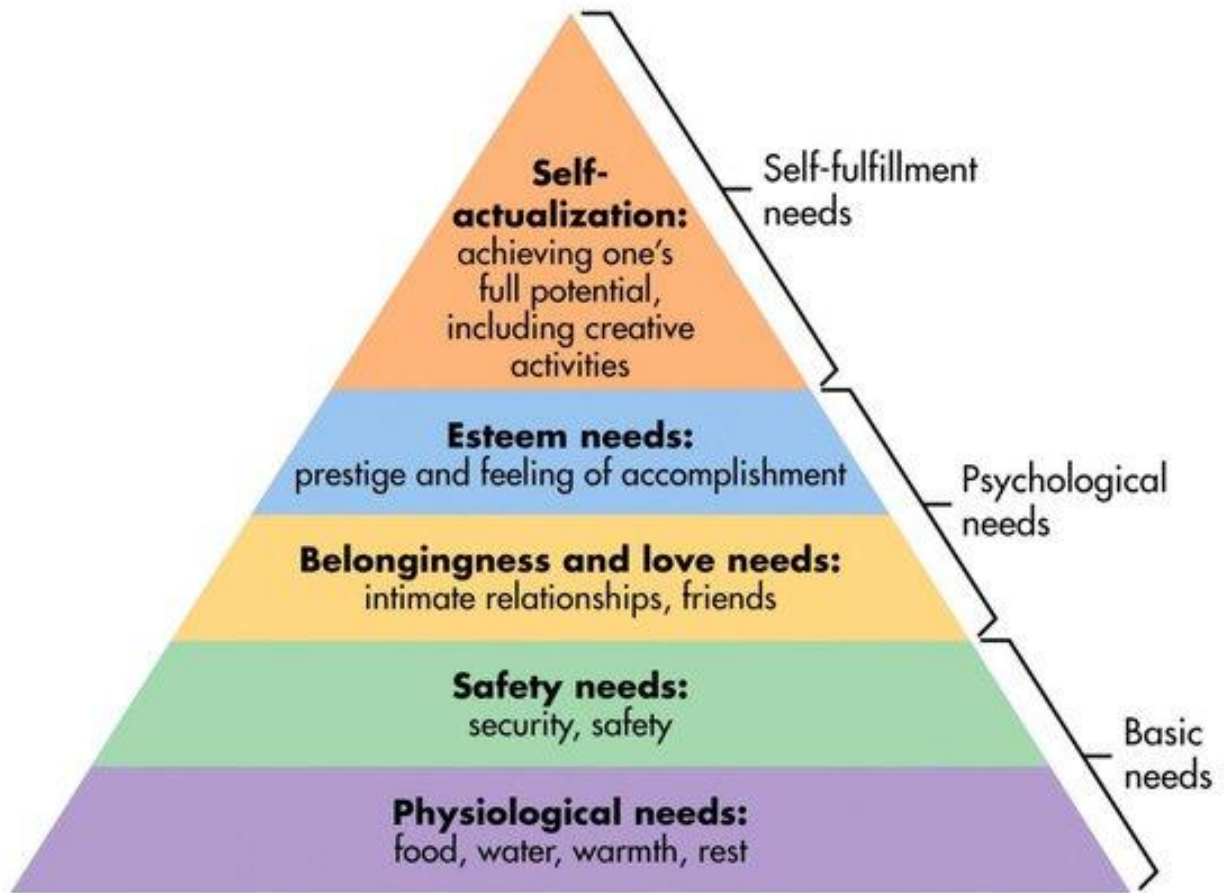 Self-
actualization:
achieving one's
full potential,
including creative
activities
Self-fulfillment
needs
Esteem needs:
prestige and feeling of accomplishment
Psychological
needs
Belongingness and love needs:
intimate relationships, friends
Safety needs:
security, safety
Basic
needs
Physiological needs:
food, water, warmth, rest